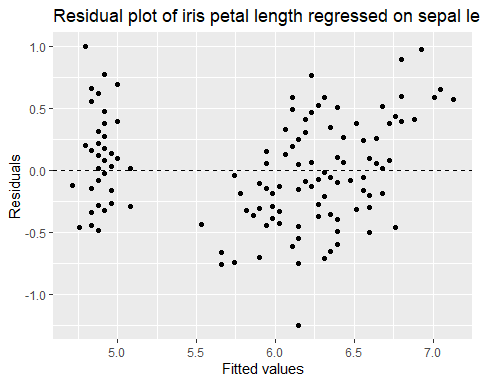 Residual plot of iris petal length regressed on sepal le
1.0
0.5
0.0
-0.5
-1.0
Residuals
5.0 5.5 6.0 6.5 7.0
Fitted values